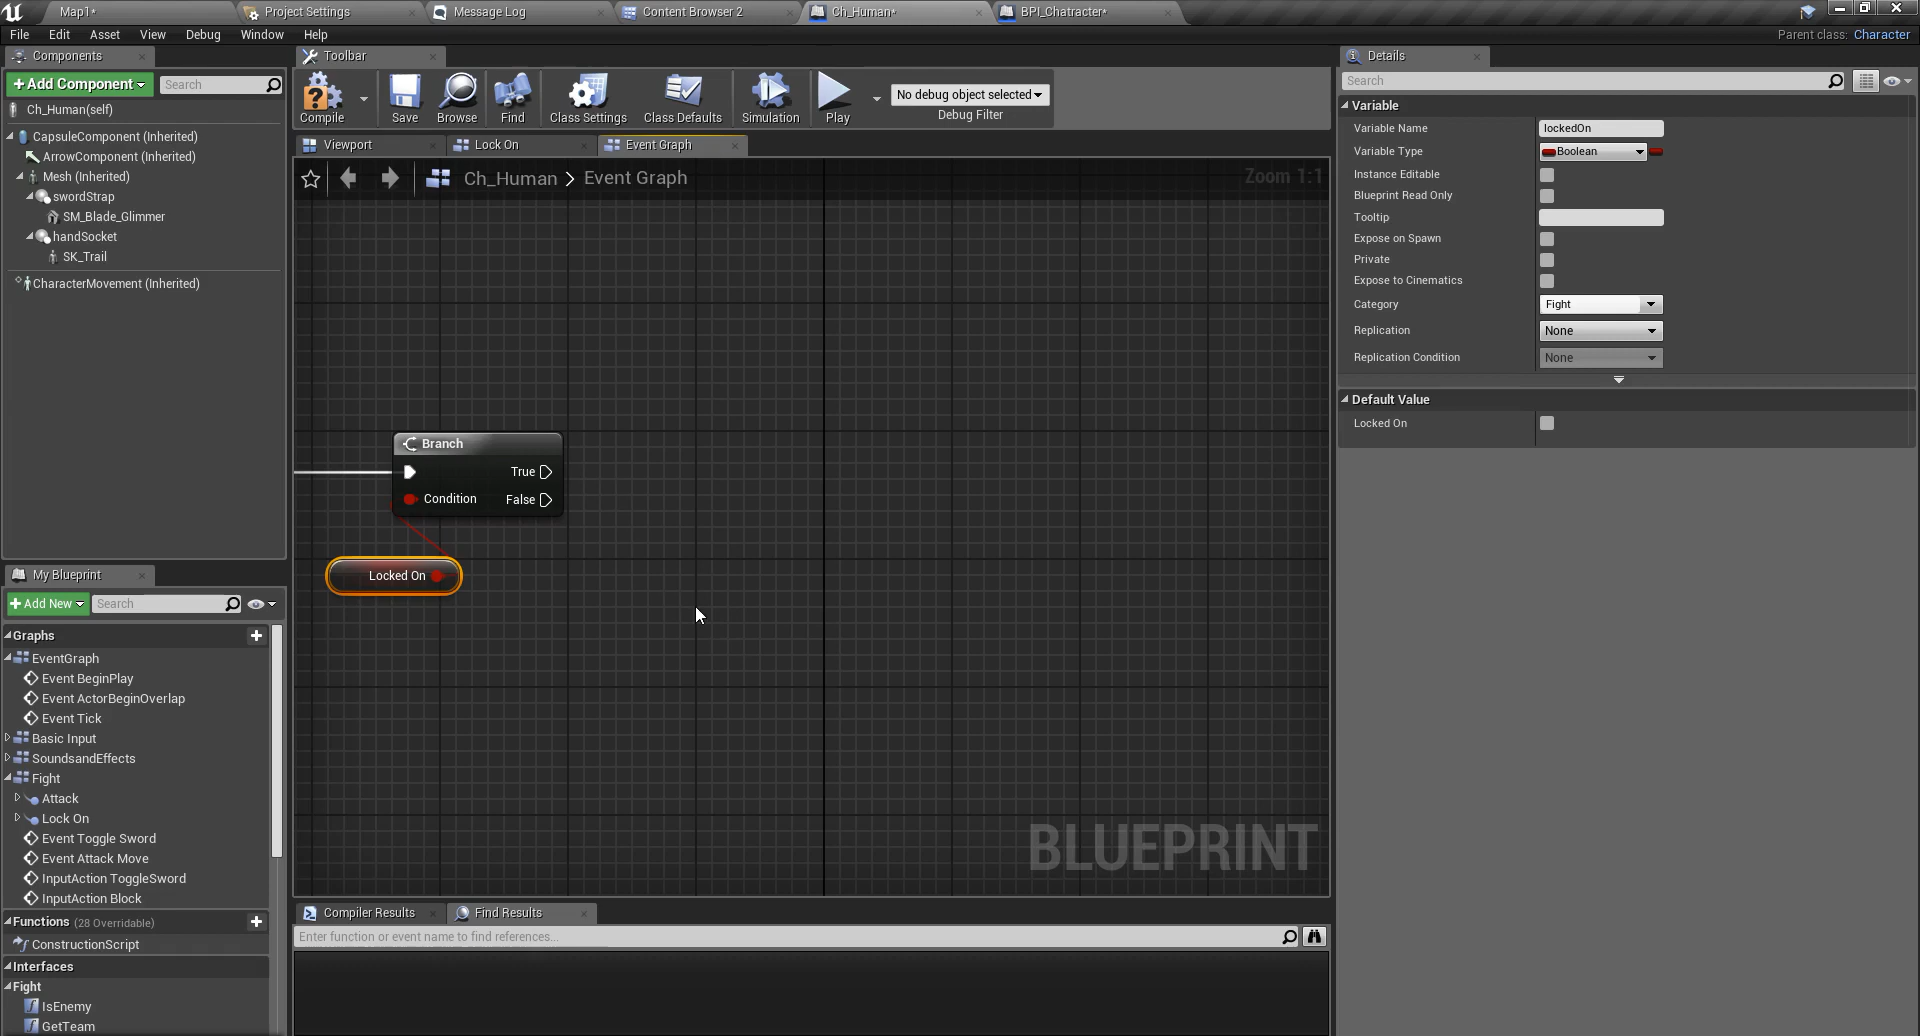 Map1*
Project Settings
Message Log
Content Browser 2
Ch_Human*
BPI_Chatracter*
File Edit Asset View Debug Window Help
Parent class: Character
Components
Toolbar
Details
+Add Component
Search
Compile
Save
Browse
Find
Class Settings
Class Defaults
Simulation
Play
No debug object selected
Debug Filter
Search
Ch_Human(self)
CapsuleComponent (Inherited)
ArrowComponent (Inherited)
Mesh (Inherited)
swordStrap
SM_Blade_Glimmer
handSocket
SK_Trail
CharacterMovement (Inherited)
Viewport
Lock On
Event Graph
Ch_Human > Event Graph
Zoom 1:1
Branch
True
Condition
False
Locked On
BLUEPRINT
Variable
Variable Name
lockedOn
Variable Type
Boolean
Instance Editable
Blueprint Read Only
Tooltip
Expose on Spawn
Private
Expose to Cinematics
Category
Fight
Replication
None
Replication Condition
None
Default Value
Locked On
My Blueprint
+Add New
Search
Graphs
EventGraph
Event BeginPlay
Event ActorBeginOverlap
Event Tick
Basic Input
SoundsandEffects
Fight
Attack
Lock On
Event Toggle Sword
Event Attack Move
InputAction ToggleSword
InputAction Block
Functions (28 Overridable)
ConstructionScript
Interfaces
Fight
IsEnemy
GetTeam
Compiler Results
Find Results
Enter function or event name to find references...